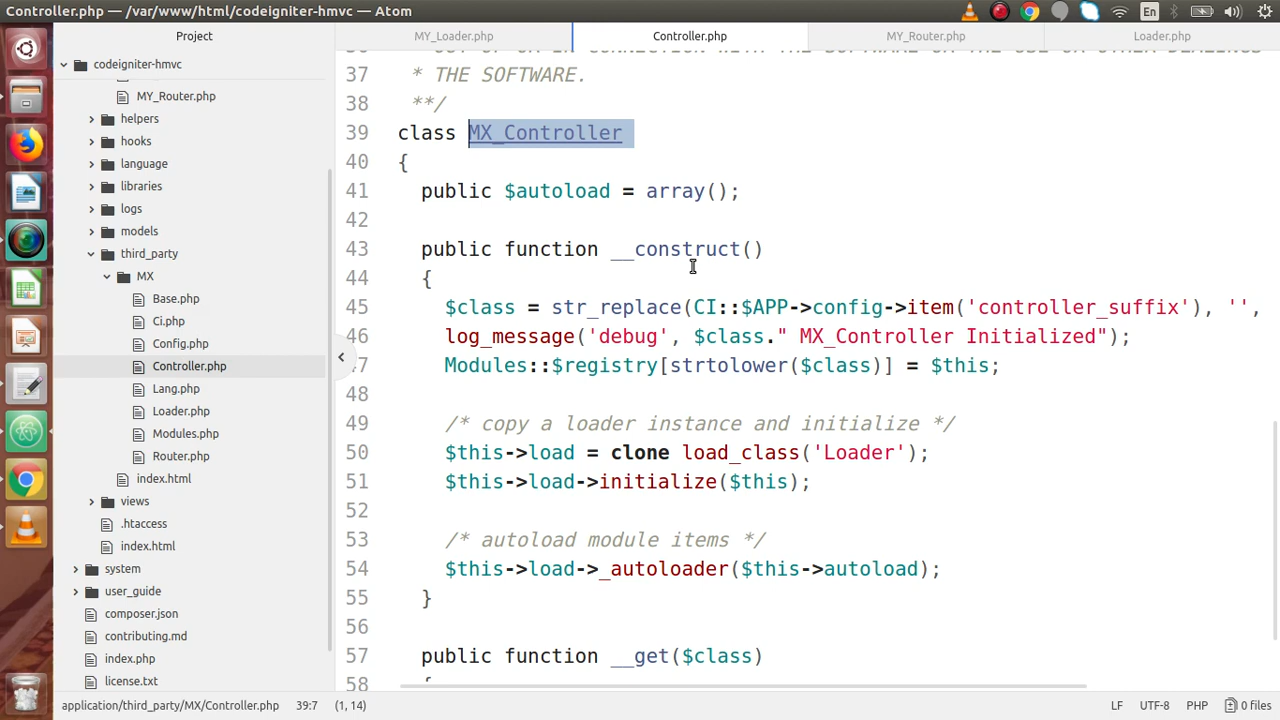 Controller.php — /var/www/html/codeigniter-hmvc — Atom
En
Project
MY_Loader.php
Controller.php
MY_Router.php
Loader.php
codeigniter-hmvc
MY_Router.php
helpers
hooks
language
libraries
logs
models
third_party
MX
Base.php
Ci.php
Config.php
Controller.php
Lang.php
Loader.php
Modules.php
Router.php
index.html
views
.htaccess
index.html
system
user_guide
composer.json
contributing.md
index.php
license.txt
37 * THE SOFTWARE.
38 **/
39 class MX_Controller
40 {
41 public $autoload = array();
42
43 public function __construct()
44 {
45 $class = str_replace(CI::$APP->config->item('controller_suffix'), '',
46 log_message('debug', $class." MX_Controller Initialized");
47 Modules::$registry[strtolower($class)] = $this;
48
49 /* copy a loader instance and initialize */
50 $this->load = clone load_class('Loader');
51 $this->load->initialize($this);
52
53 /* autoload module items */
54 $this->load->_autoloader($this->autoload);
55 }
56
57 public function __get($class)
58 {
application/third_party/MX/Controller.php 39:7 (1, 14)
LF UTF-8 PHP 0 files